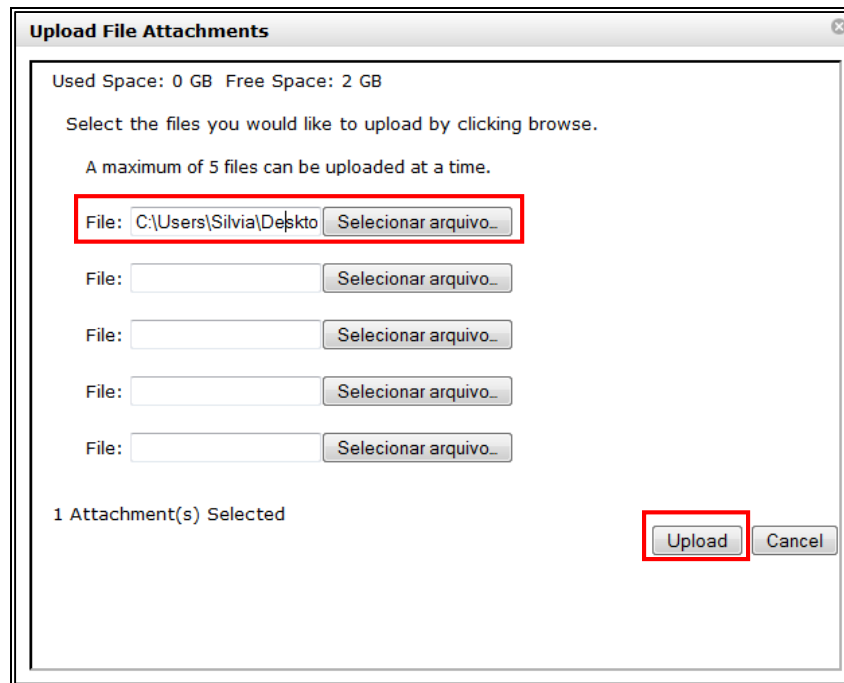 Upload File Attachments
Used Space: 0 GB Free Space: 2 GB
Select the files you would like to upload by clicking browse.
A maximum of 5 files can be uploaded at a time.
File: C:\Users\Silvia\Deskto Selecionar arquivo...
File: Selecionar arquivo...
File: Selecionar arquivo...
File: Selecionar arquivo...
File: Selecionar arquivo...
1 Attachment(s) Selected
Upload Cancel